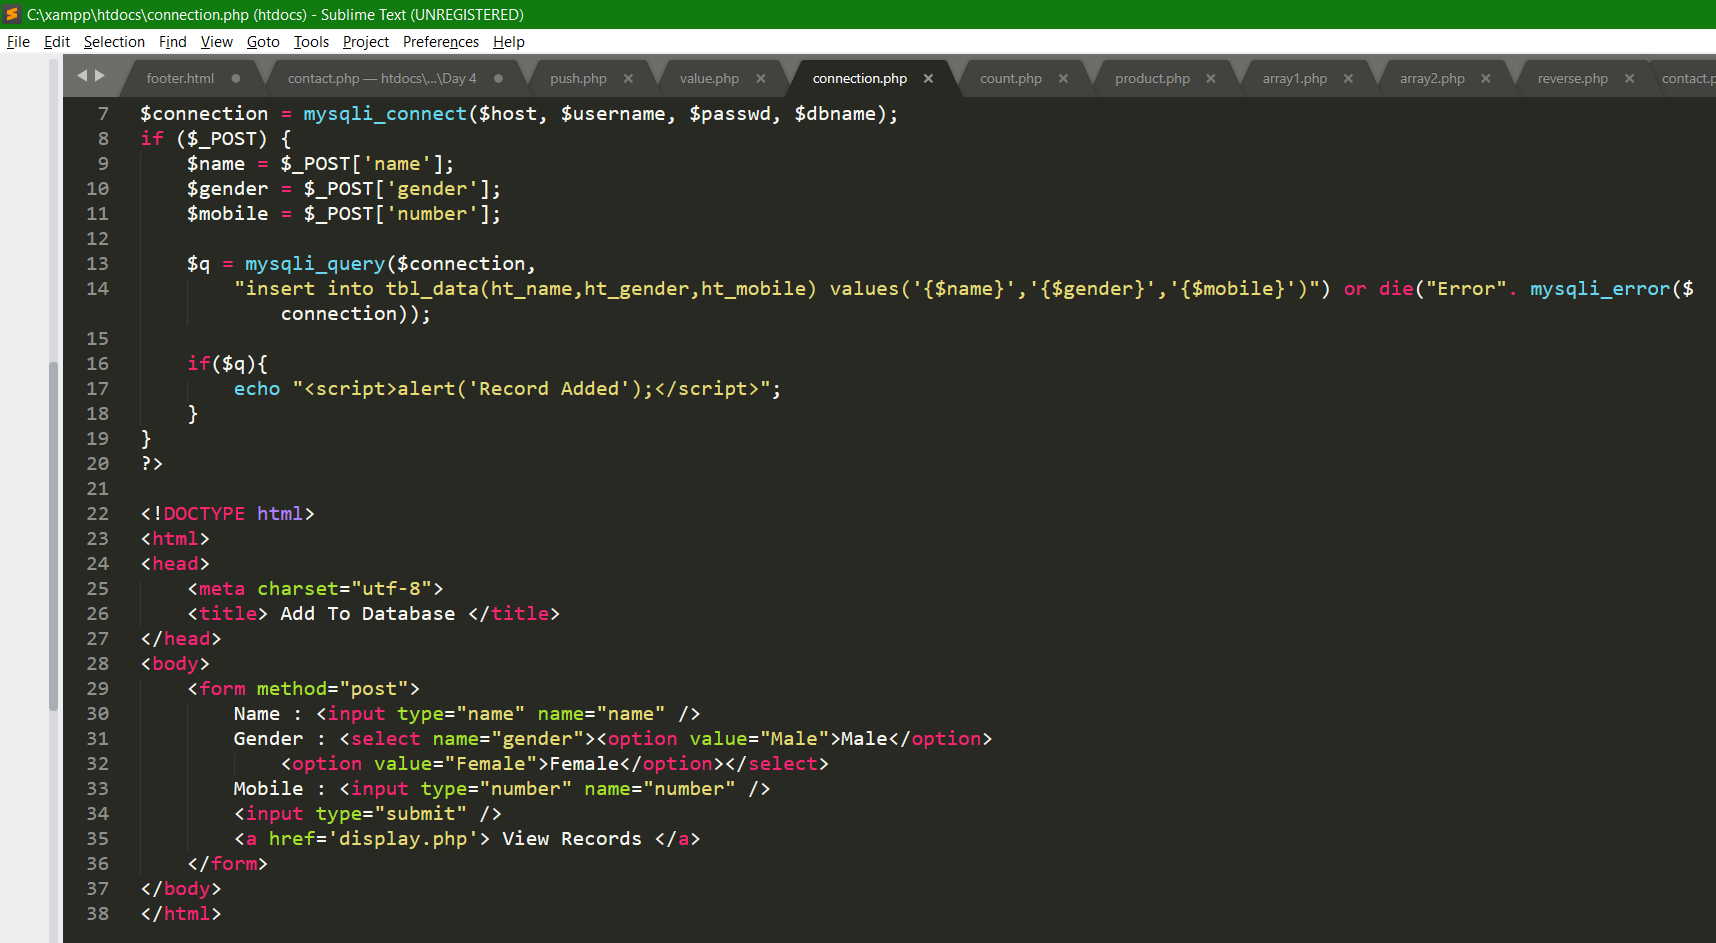 C:\xampp\htdocs\connection.php (htdocs) - Sublime Text (UNREGISTERED)
File Edit Selection Find View Goto Tools Project Preferences Help
footer.html contact.php — htdocs\...\Day 4 push.php value.php connection.php count.php product.php array1.php array2.php reverse.php contact.p
7 $connection = mysqli_connect($host, $username, $passwd, $dbname);
8 if ($_POST) {
9 $name = $_POST['name'];
10 $gender = $_POST['gender'];
11 $mobile = $_POST['number'];
12
13 $q = mysqli_query($connection,
14 "insert into tbl_data(ht_name,ht_gender,ht_mobile) values('{$name}','{$gender}','{$mobile}')") or die("Error". mysqli_error($
connection));
15
16 if($q){
17 echo "<script>alert('Record Added');</script>";
18 }
19 }
20 ?>
21
22 <!DOCTYPE html>
23 <html>
24 <head>
25 <meta charset="utf-8">
26 <title> Add To Database </title>
27 </head>
28 <body>
29 <form method="post">
30 Name : <input type="name" name="name" />
31 Gender : <select name="gender"><option value="Male">Male</option>
32 <option value="Female">Female</option></select>
33 Mobile : <input type="number" name="number" />
34 <input type="submit" />
35 <a href='display.php'> View Records </a>
36 </form>
37 </body>
38 </html>